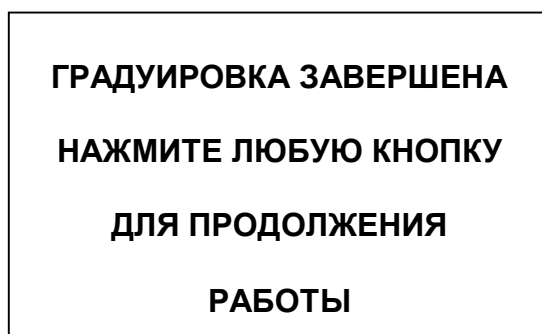 ГРАДУИРОВКА ЗАВЕРШЕНА
НАЖМИТЕ ЛЮБУЮ КНОПКУ
ДЛЯ ПРОДОЛЖЕНИЯ
РАБОТЫ